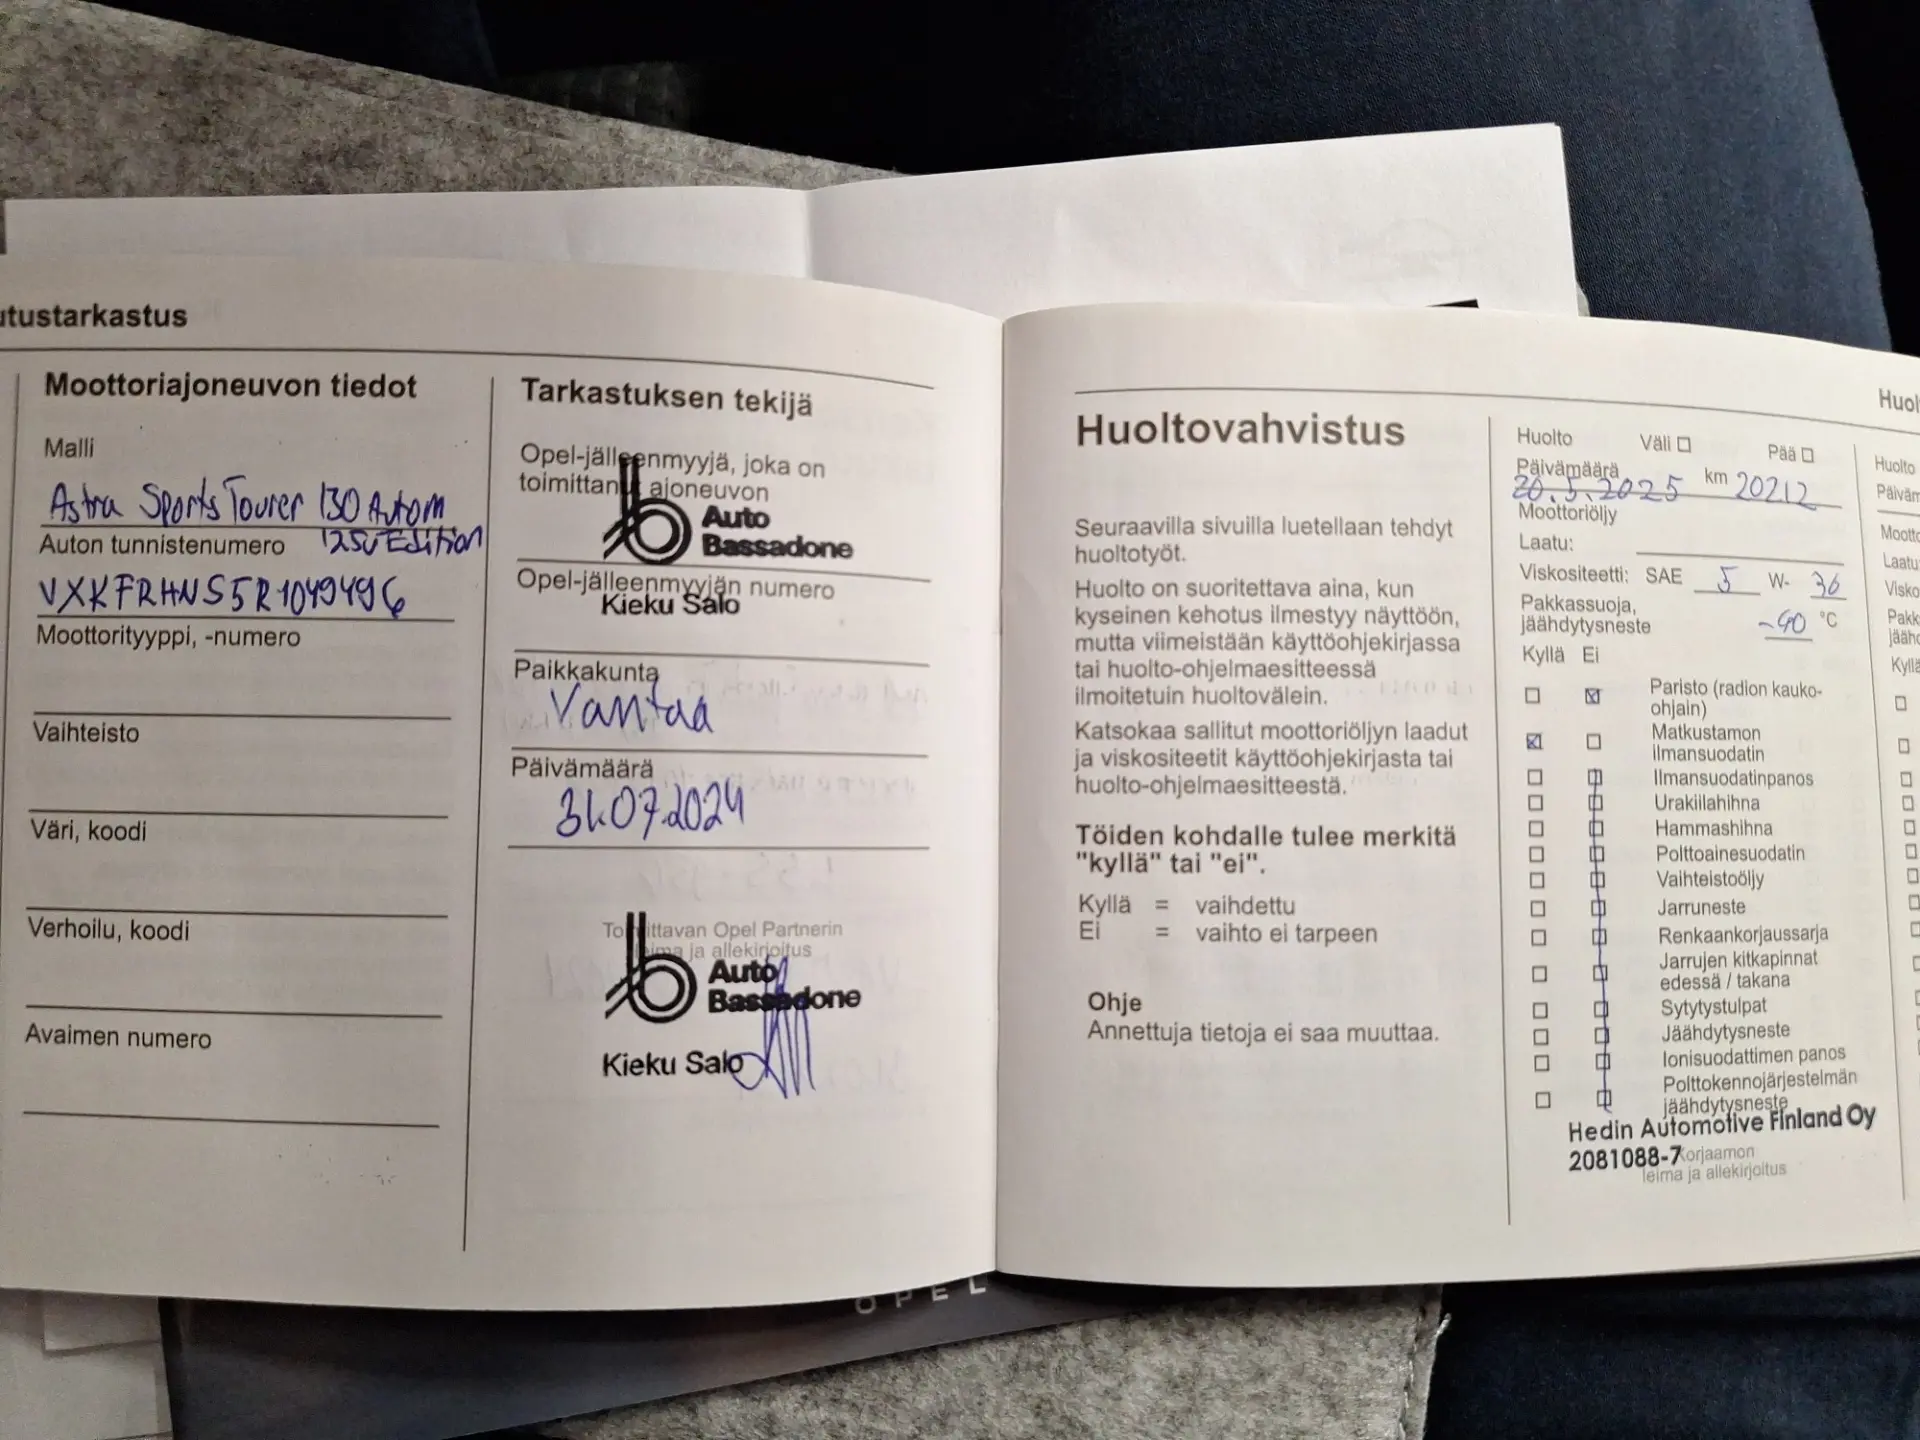 utustarkastus
Moottoriajoneuvon tiedot
Malli
Astra Sports Tourer 130 Autom
125v Edition
Auton tunnistenumero
VXKFRHNS5R1049496
Moottorityyppi, -numero
Vaihteisto
Väri, koodi
Verhoilu, koodi
Avaimen numero
Tarkastuksen tekijä
Opel-jälleenmyyjä, joka on
toimittanut ajoneuvon
Auto
Bassadone
Opel-jälleenmyyjän numero
Kieku Salo
Paikkakunta
Vantaa
Päivämäärä
31.07.2024
Toimittavan Opel Partnerin
leima ja allekirjoitus
Auto
Bassadone
Kieku Salo
Huoltovahvistus
Seuraavilla sivuilla luetellaan tehdyt
huoltotyöt.
Huolto on suoritettava aina, kun
kyseinen kehotus ilmestyy näyttöön,
mutta viimeistään käyttöohjekirjassa
tai huolto-ohjelmaesitteessä
ilmoitetuin huoltovälein.
Katsokaa sallitut moottoriöljyn laadut
ja viskositeetit käyttöohjekirjasta tai
huolto-ohjelmaesitteestä.
Töiden kohdalle tulee merkitä
"kyllä" tai "ei".
Kyllä = vaihdettu
Ei = vaihto ei tarpeen
Ohje
Annettuja tietoja ei saa muuttaa.
Huol
Huolto Väli Pää
Päivämäärä
20.5.2025 km 20212
Moottoriöljy
Laatu:
Viskositeetti: SAE 5 W- 30
Pakkassuoja,
jäähdytysneste -40 °C
Kyllä Ei
Paristo (radion kauko-
ohjain)
Matkustamon
ilmansuodatin
Ilmansuodatinpanos
Urakiilahihna
Hammashihna
Polttoainesuodatin
Vaihteistoöljy
Jarruneste
Renkaankorjaussarja
Jarrujen kitkapinnat
edessä / takana
Sytytystulpat
Jäähdytysneste
Ionisuodattimen panos
Polttokennojärjestelmän
jäähdytysneste
Hedin Automotive Finland Oy
2081088-7
Korjaamon
leima ja allekirjoitus
Huolto
Päiväm
Mootto
Laatu:
Visko
Pakk
jäähd
Kyllä
OPEL